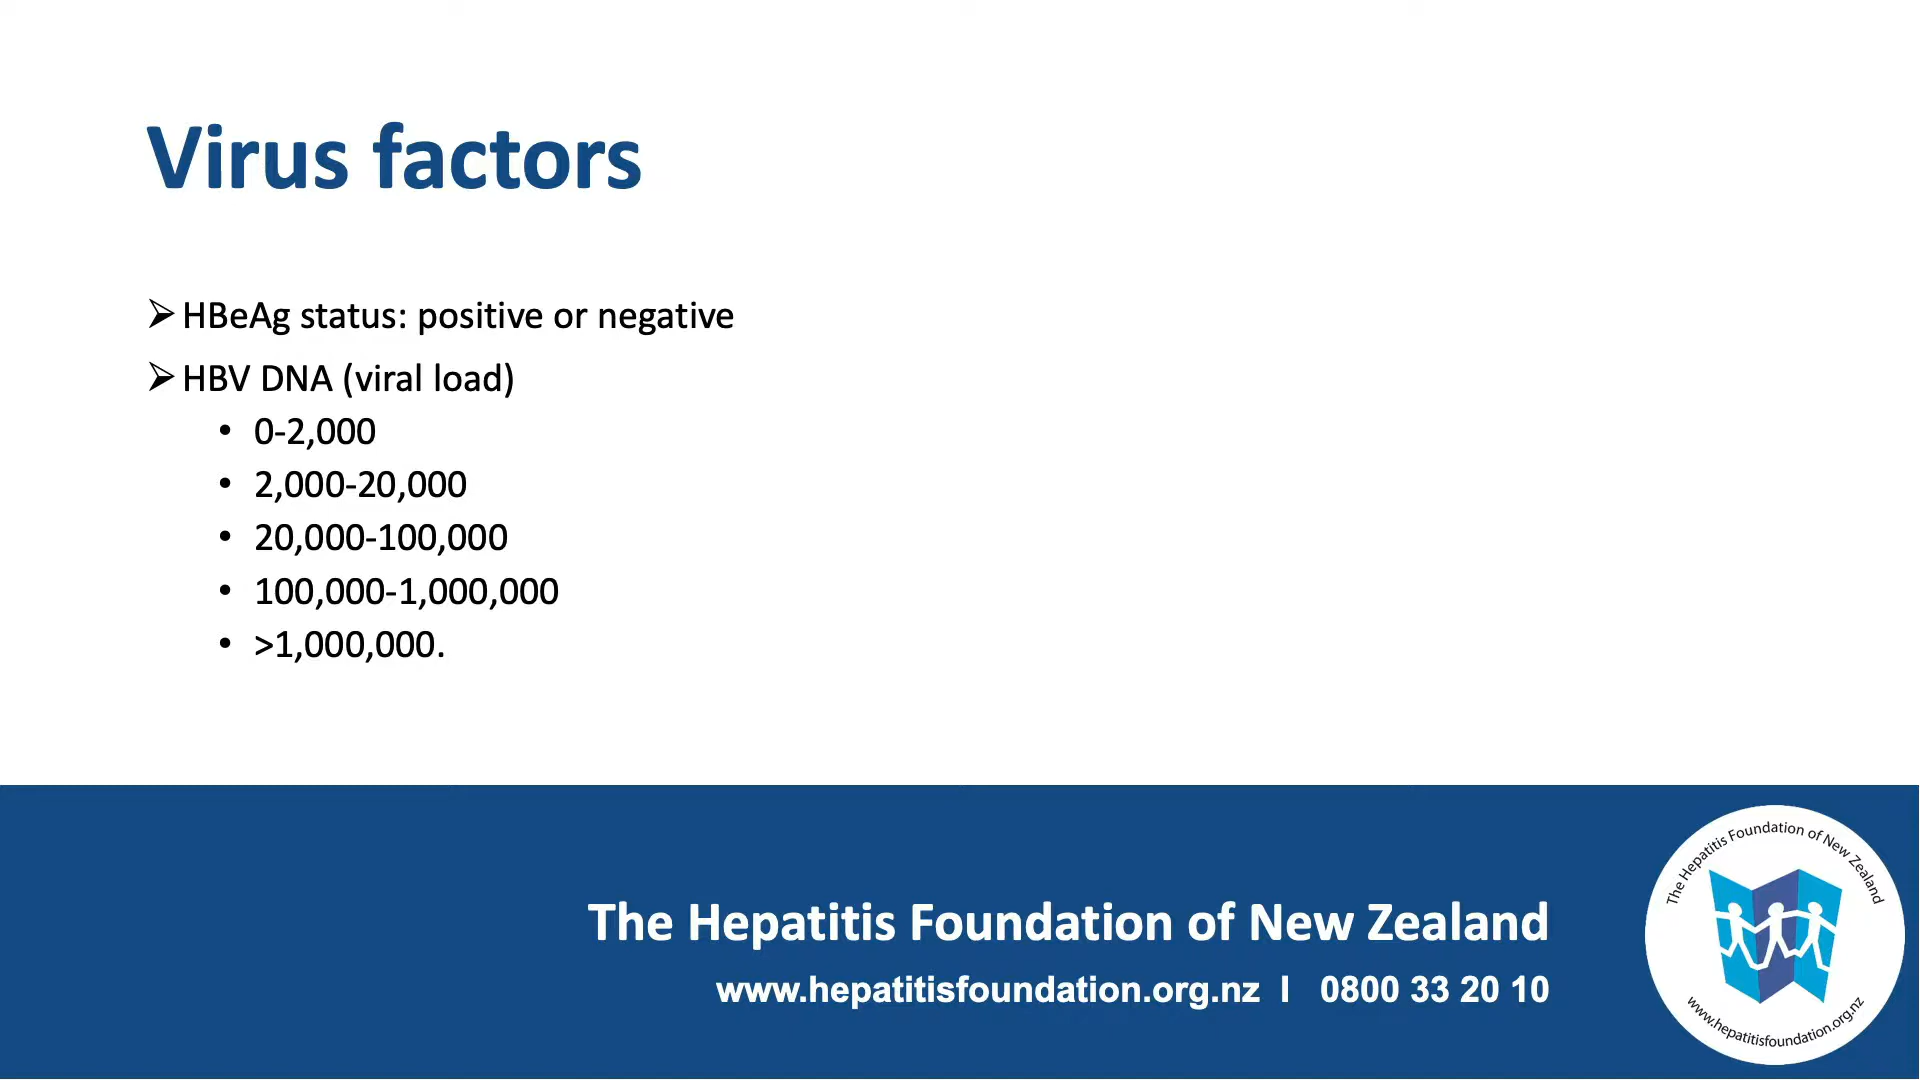 Virus factors
➢ HBeAg status: positive or negative
➢ HBV DNA (viral load)
• 0-2,000
• 2,000-20,000
• 20,000-100,000
• 100,000-1,000,000
• >1,000,000.
The Hepatitis Foundation of New Zealand
www.hepatitisfoundation.org.nz I 0800 33 20 10
The Hepatitis Foundation of New Zealand
www.hepatitisfoundation.org.nz